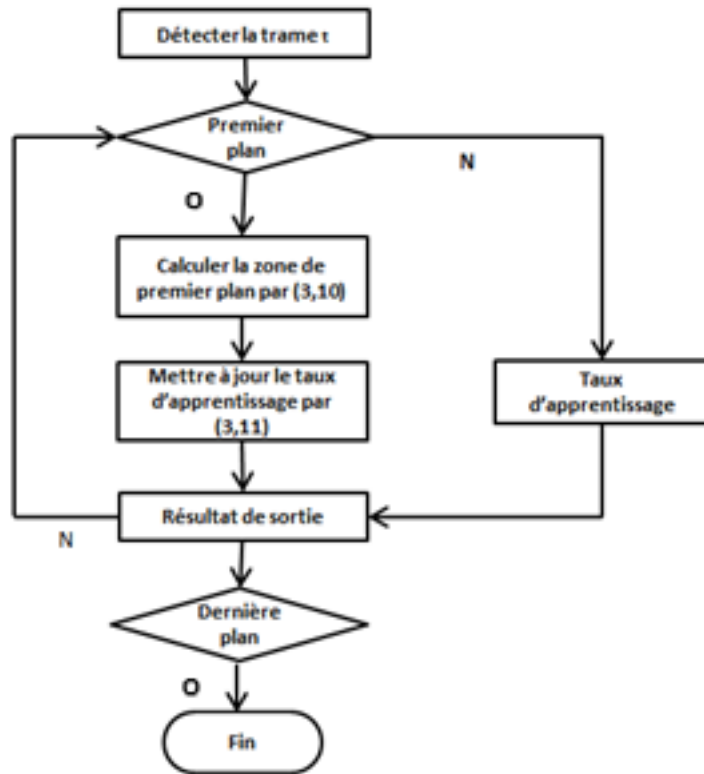 Détecter la trame τ
Premier
plan
N
O
Calculer la zone de
premier plan par (3,10)
Mettre à jour le taux
d'apprentissage par
(3,11)
Taux
d'apprentissage
Résultat de sortie
N
Dernière
plan
O
Fin